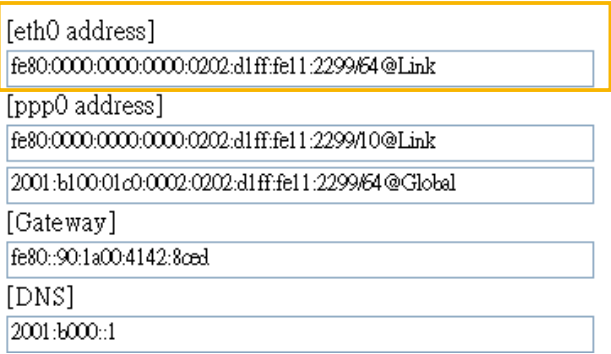 [eth0 address]
fe80:0000:0000:0000:0202:d1ff:fe11:2299/64@Link
[ppp0 address]
fe80:0000:0000:0000:0202:d1ff:fe11:2299/10@Link
2001:b100:01c0:0002:0202:d1ff:fe11:2299/64@Global
[Gateway]
fe80::90:1a00:4142:8ced
[DNS]
2001:b000::1